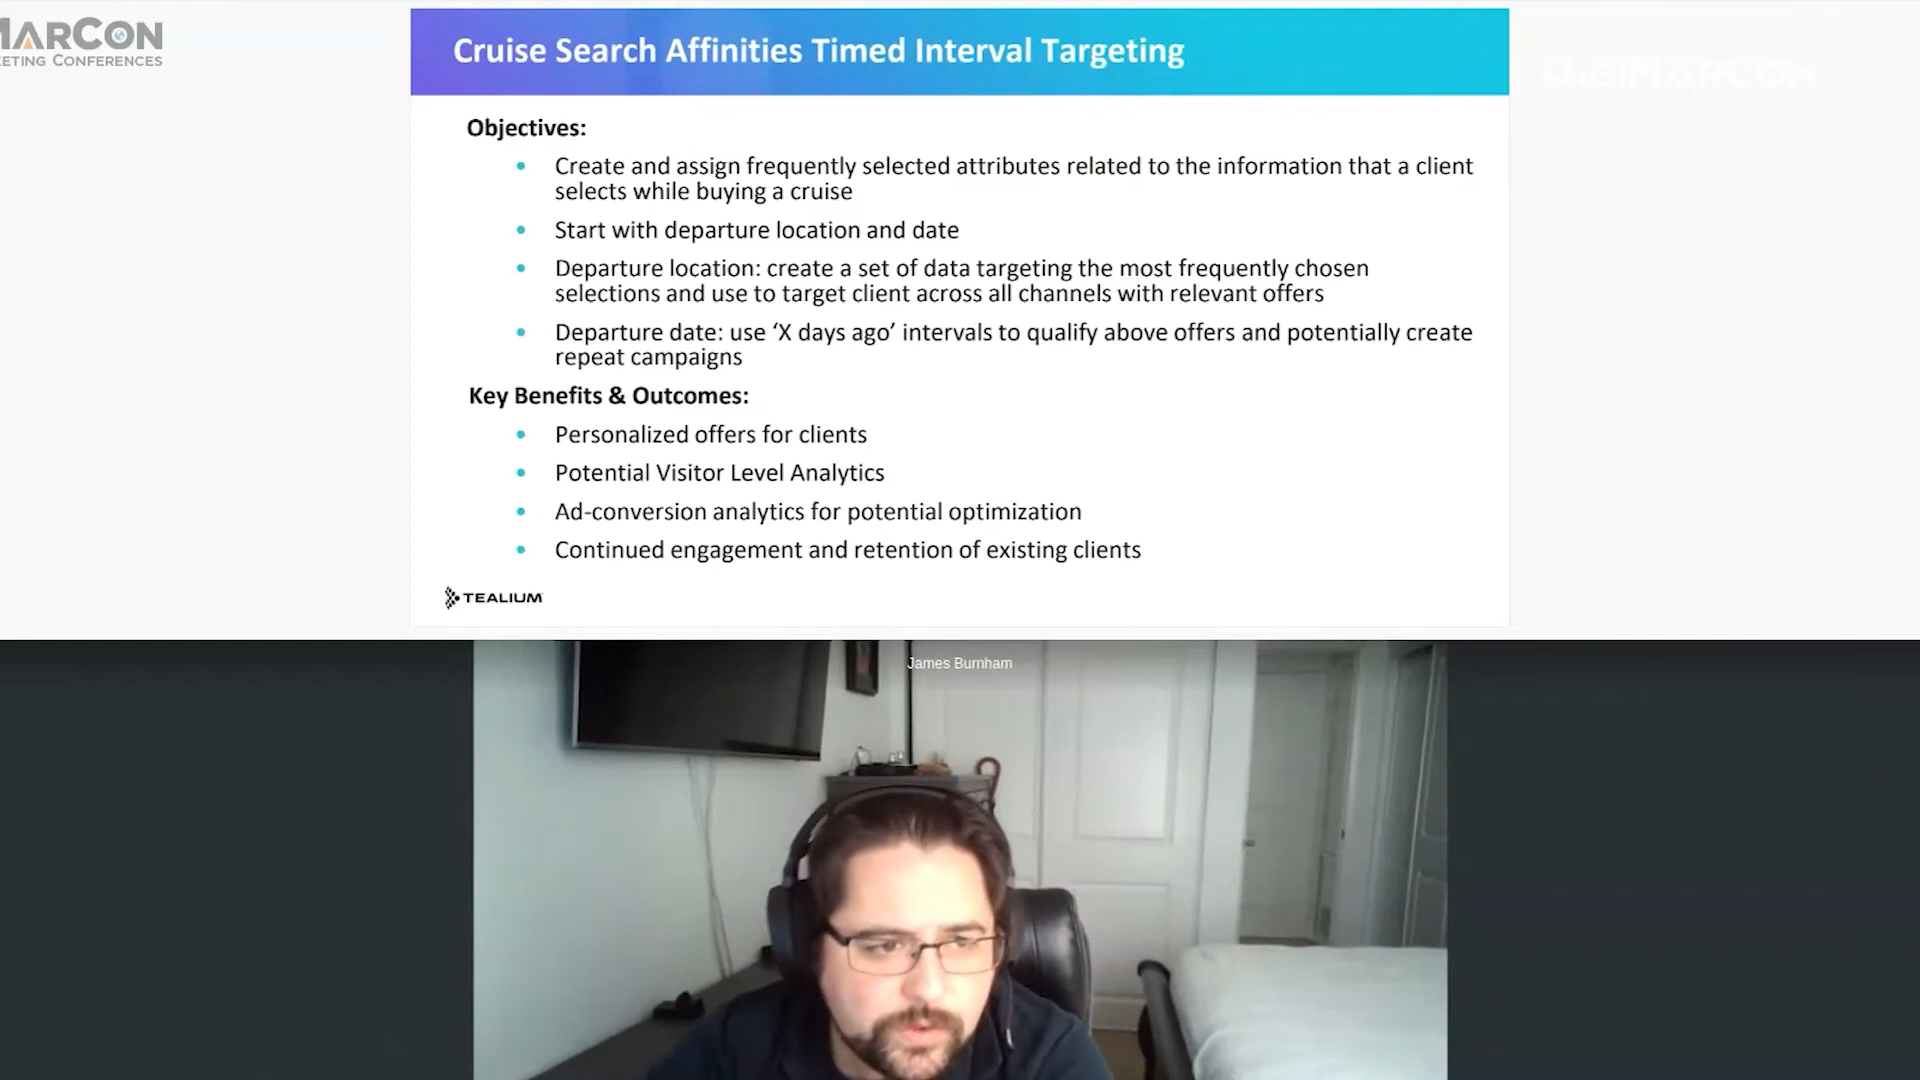 MARCON
ETING CONFERENCES
DIGIMARCON
Cruise Search Affinities Timed Interval Targeting
Objectives:
• Create and assign frequently selected attributes related to the information that a client
selects while buying a cruise
• Start with departure location and date
• Departure location: create a set of data targeting the most frequently chosen
selections and use to target client across all channels with relevant offers
• Departure date: use ‘X days ago’ intervals to qualify above offers and potentially create
repeat campaigns
Key Benefits & Outcomes:
• Personalized offers for clients
• Potential Visitor Level Analytics
• Ad-conversion analytics for potential optimization
• Continued engagement and retention of existing clients
TEALIUM
James Burnham